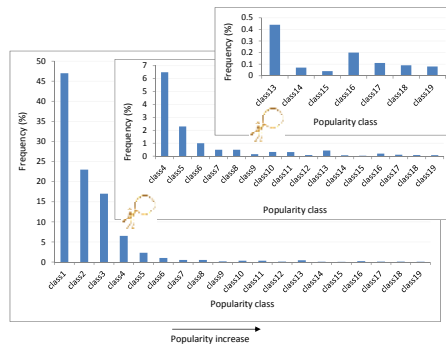 0.5
0.4
0.3
0.2
0.1
0
Frequency (%)
class13 class14 class15 class16 class17 class18 class19
Popularity class
7
6
5
4
3
2
1
0
Frequency (%)
class4 class5 class6 class7 class8 class9 class10 class11 class12 class13 class14 class15 class16 class17 class18 class19
Popularity class
50
45
40
35
30
25
20
15
10
5
0
Frequency (%)
class1 class2 class3 class4 class5 class6 class7 class8 class9 class10 class11 class12 class13 class14 class15 class16 class17 class18 class19
Popularity class
Popularity increase